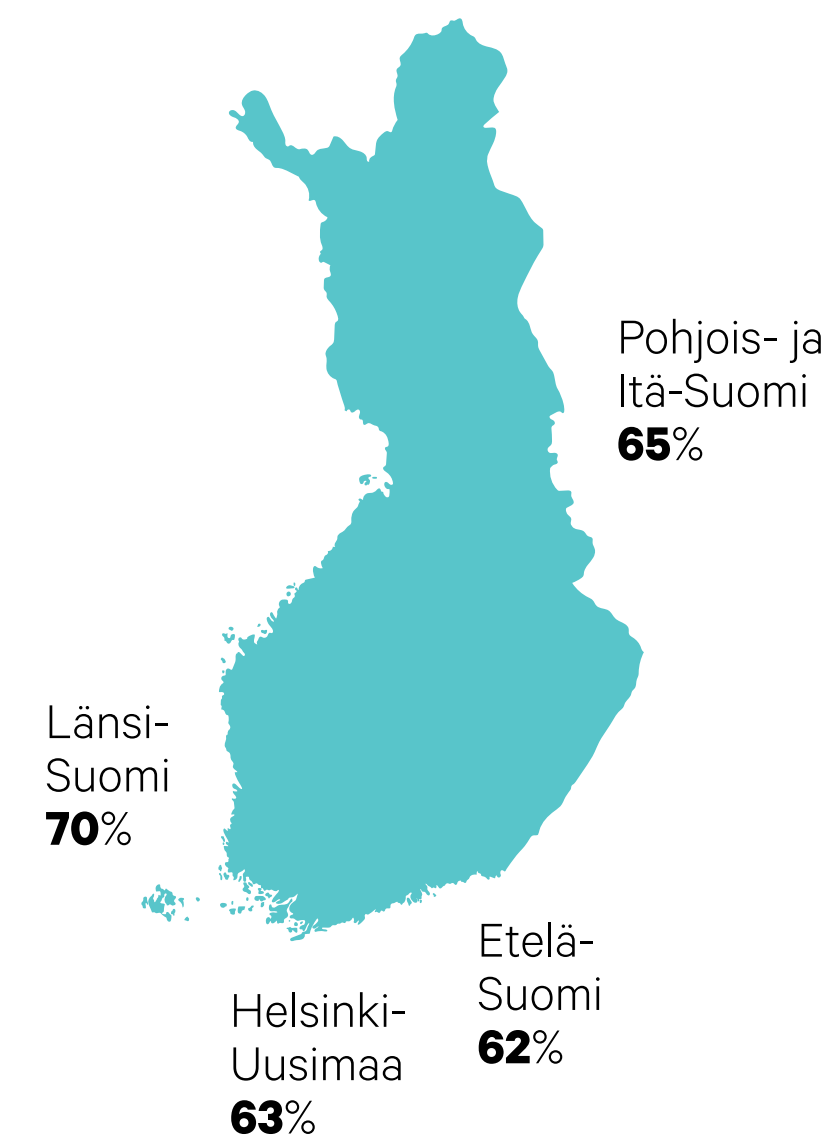 Pohjois- ja
Itä-Suomi
65%
Länsi-
Suomi
70%
Etelä-
Suomi
62%
Helsinki-
Uusimaa
63%